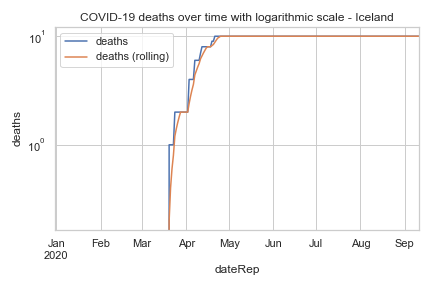 COVID-19 deaths over time with logarithmic scale - Iceland
deaths
deaths (rolling)
10¹
10⁰
deaths
Jan Feb Mar Apr May Jun Jul Aug Sep
2020
dateRep